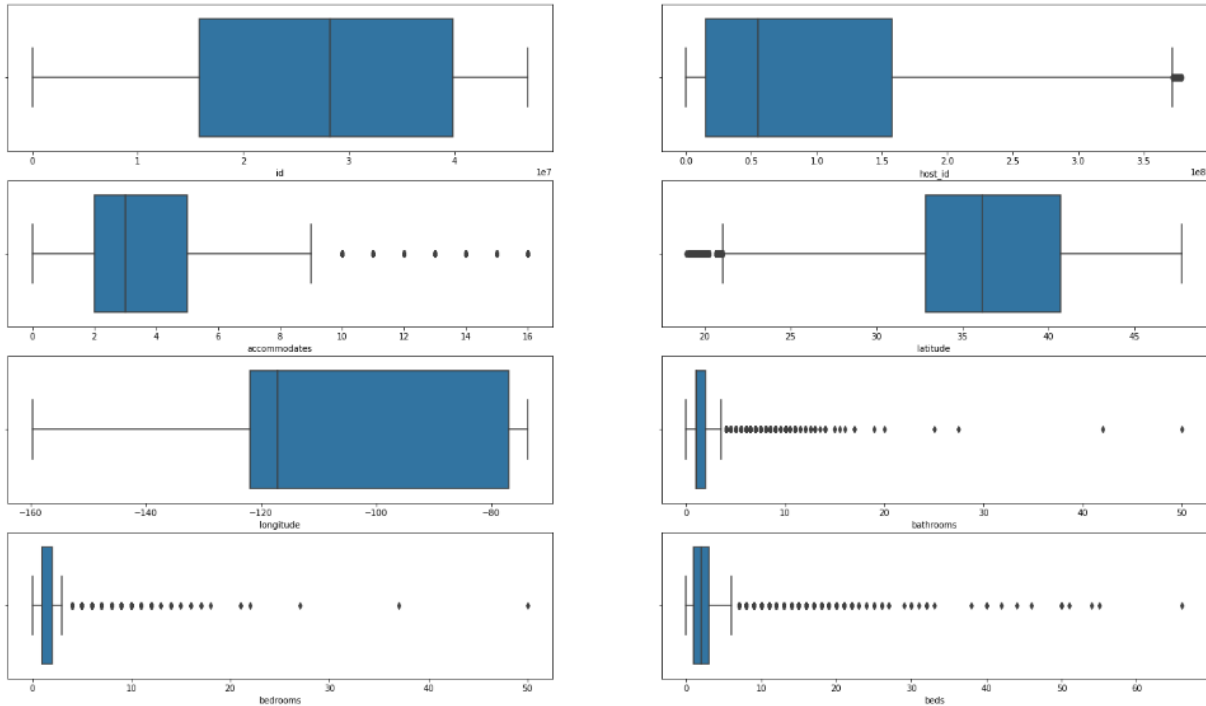 0 1 2 3 4
id 1e7
0.0 0.5 1.0 1.5 2.0 2.5 3.0 3.5
host_id 1e8
0 2 4 6 8 10 12 14 16
accommodates
20 25 30 35 40 45
latitude
−160 −140 −120 −100 −80
longitude
0 10 20 30 40 50
bathrooms
0 10 20 30 40 50
bedrooms
0 10 20 30 40 50 60
beds